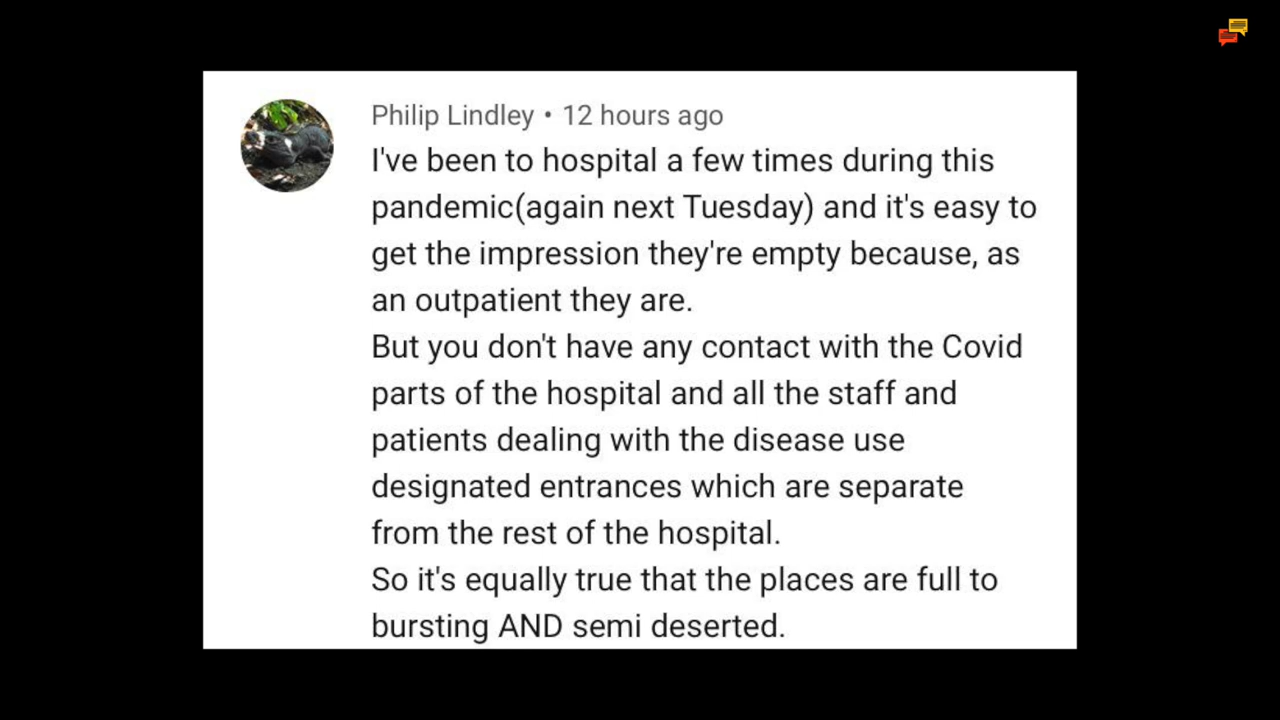 Philip Lindley • 12 hours ago
I've been to hospital a few times during this
pandemic(again next Tuesday) and it's easy to
get the impression they're empty because, as
an outpatient they are.
But you don't have any contact with the Covid
parts of the hospital and all the staff and
patients dealing with the disease use
designated entrances which are separate
from the rest of the hospital.
So it's equally true that the places are full to
bursting AND semi deserted.